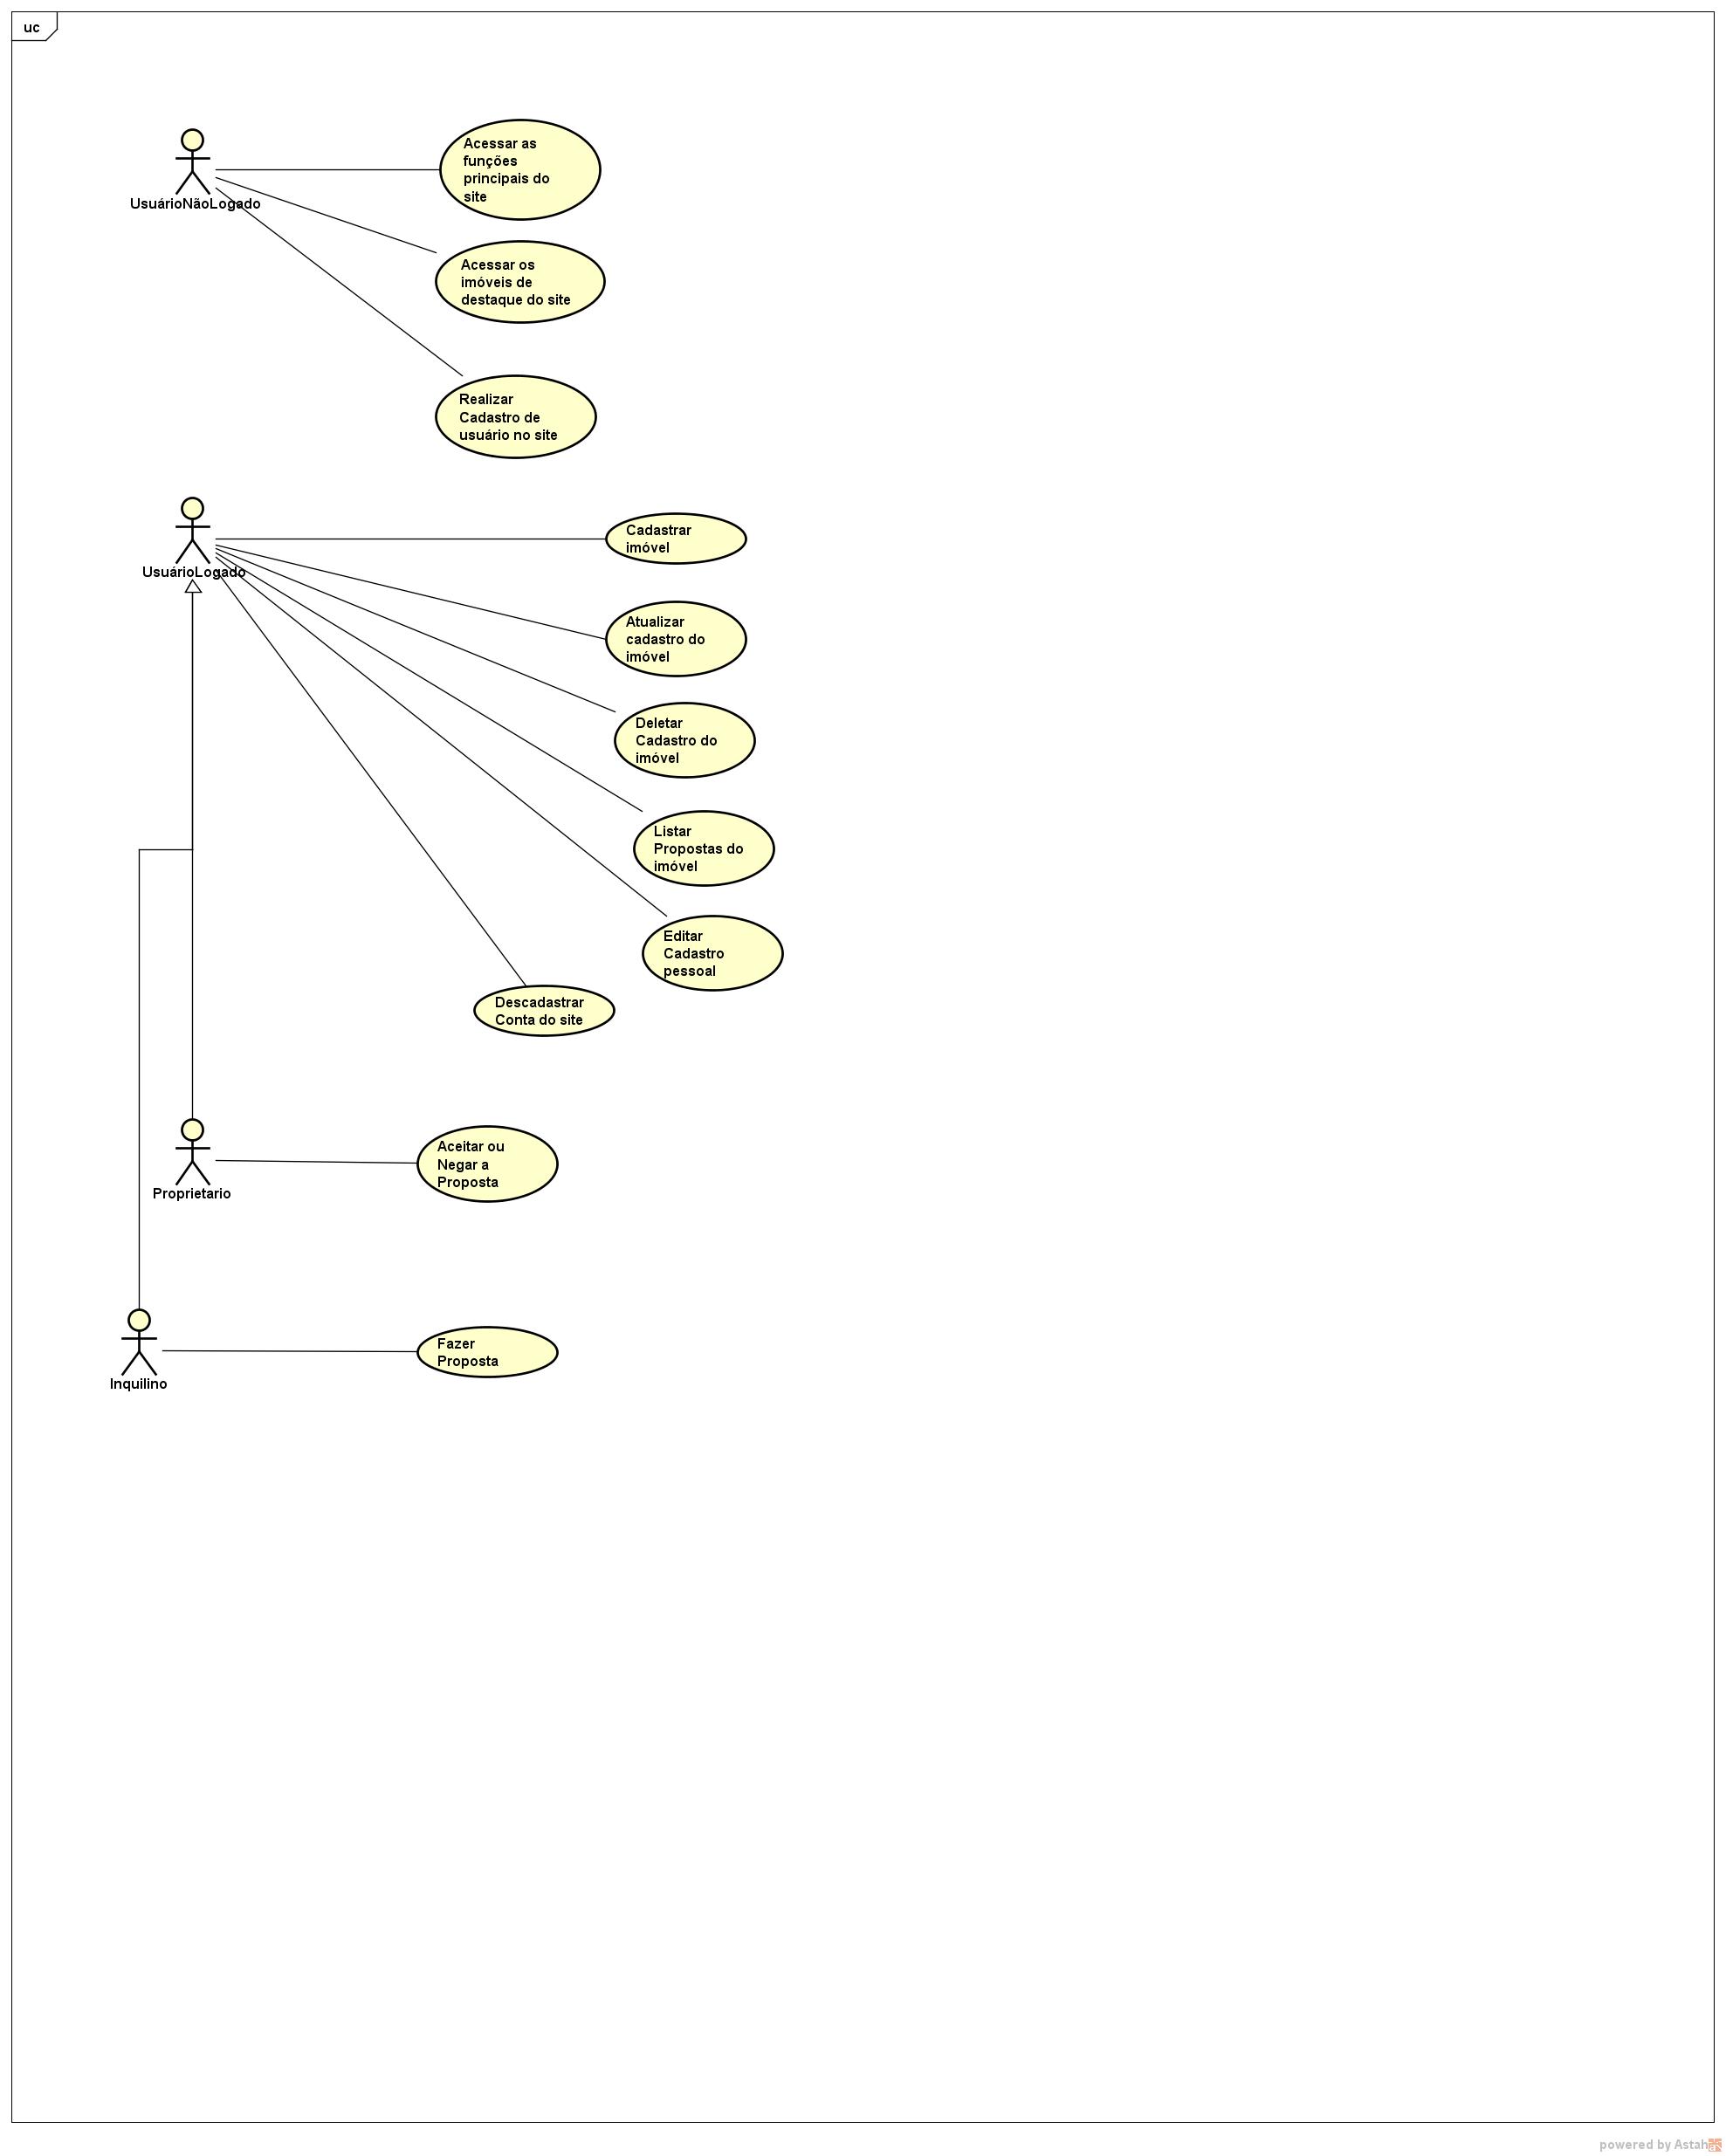 uc
Acessar as
funções
principais do
site
UsuárioNãoLogado
Acessar os
imóveis de
destaque do site
Realizar
Cadastro de
usuário no site
Cadastrar
imóvel
UsuárioLogado
Atualizar
cadastro do
imóvel
Deletar
Cadastro do
imóvel
Listar
Propostas do
imóvel
Editar
Cadastro
pessoal
Descadastrar
Conta do site
Aceitar ou
Negar a
Proposta
Proprietario
Fazer
Proposta
Inquilino
powered by Astah